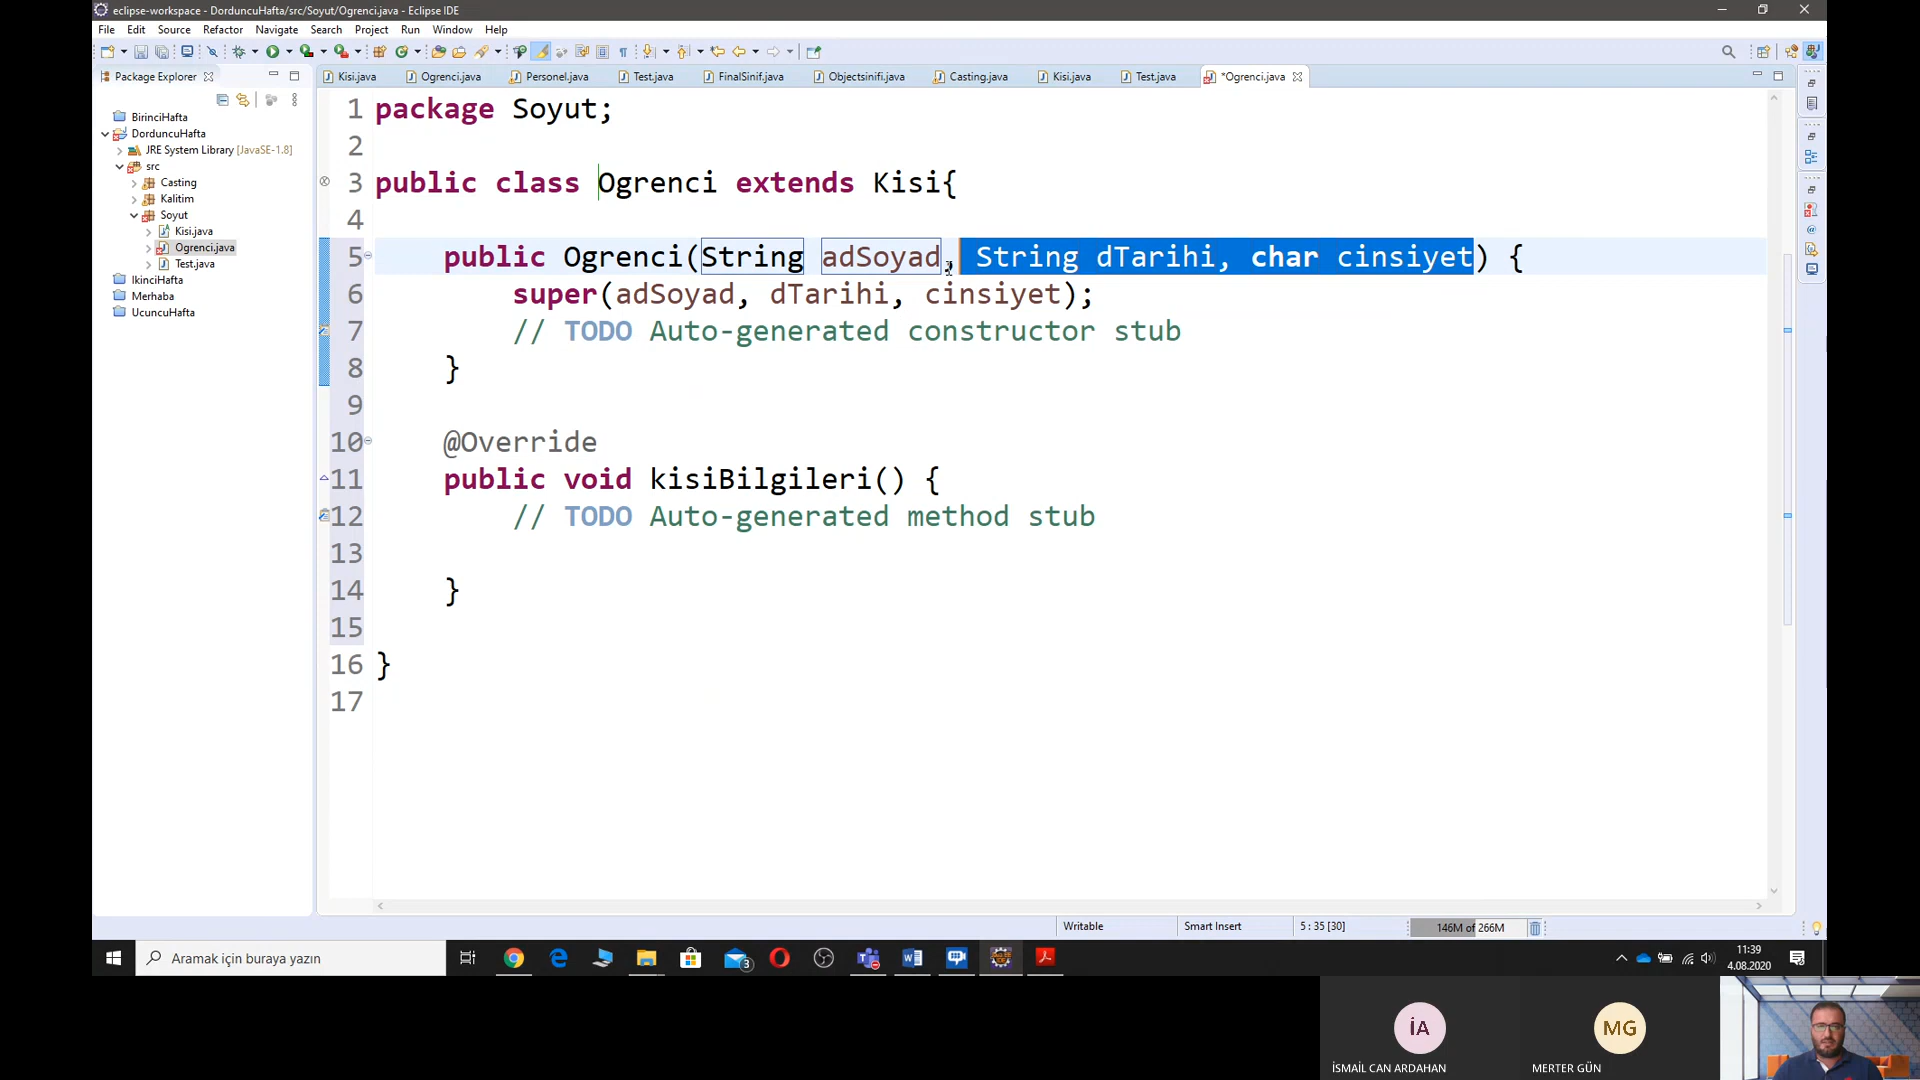 eclipse-workspace - DorduncuHafta/src/Soyut/Ogrenci.java - Eclipse IDE
File Edit Source Refactor Navigate Search Project Run Window Help
Package Explorer
Kisi.java Ogrenci.java Personel.java Test.java FinalSinif.java Objectsinifi.java Casting.java Kisi.java Test.java *Ogrenci.java
BirinciHafta
DorduncuHafta
JRE System Library [JavaSE-1.8]
src
Casting
Kalitim
Soyut
Kisi.java
Ogrenci.java
Test.java
IkinciHafta
Merhaba
UcuncuHafta
1 package Soyut;
2
3 public class Ogrenci extends Kisi{
4
5 public Ogrenci(String adSoyad, String dTarihi, char cinsiyet) {
6 super(adSoyad, dTarihi, cinsiyet);
7 // TODO Auto-generated constructor stub
8 }
9
10 @Override
11 public void kisiBilgileri() {
12 // TODO Auto-generated method stub
13
14 }
15
16 }
17
Writable Smart Insert 5 : 35 [30] 146M of 266M
Aramak için buraya yazın
3
11:39
4.08.2020
İA
MG
İSMAİL CAN ARDAHAN
MERTER GÜN